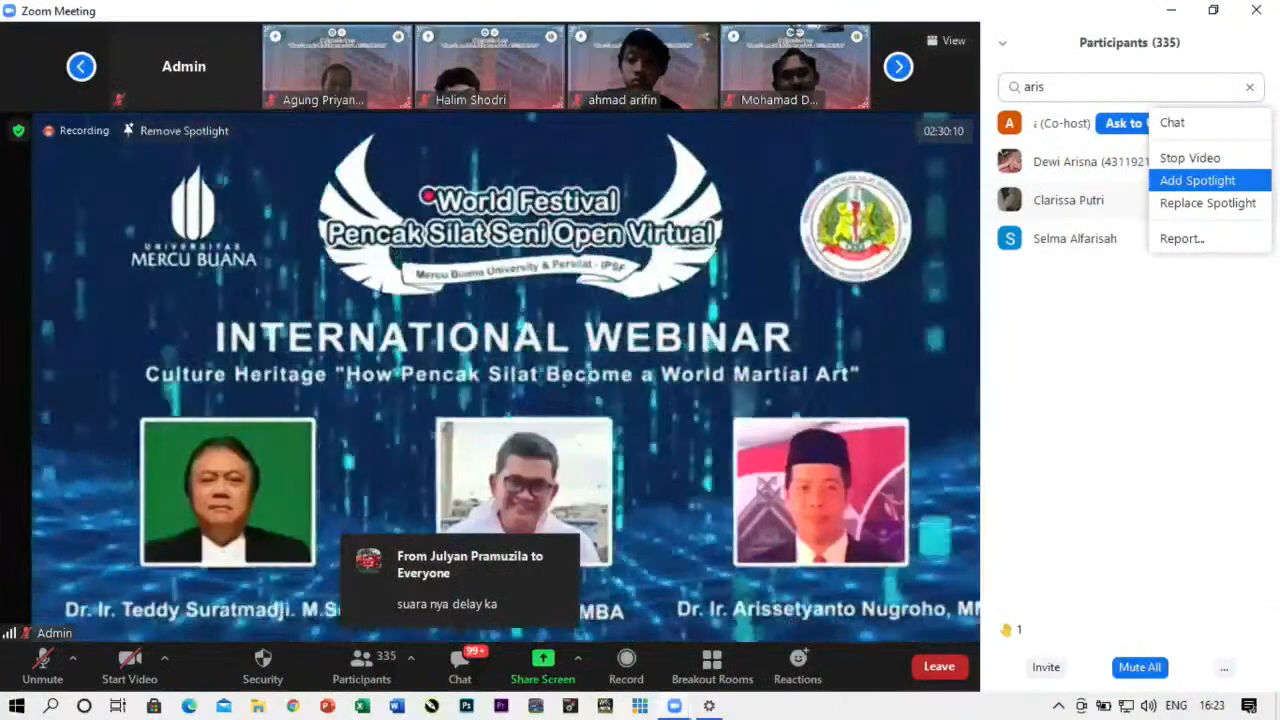 Zoom Meeting
Admin
Agung Priyan...
Halim Shodri
ahmad arifin
Mohamad D...
View
Recording
Remove Spotlight
02:30:10
UNIVERSITAS
MERCU BUANA
World Festival
Pencak Silat Seni Open Virtual
Mercu Buana University & Persilat - IPSF
INTERNATIONAL WEBINAR
Culture Heritage "How Pencak Silat Become a World Martial Art"
Dr. Ir. Teddy Suratmadji. M.S
MBA
Dr. Ir. Arissetyanto Nugroho, MM
From Julyan Pramuzila to
Everyone
suara nya delay ka
Admin
Unmute
Start Video
Security
335
Participants
99+
Chat
Share Screen
Record
Breakout Rooms
Reactions
Leave
Participants (335)
aris
A
(Co-host)
Ask to
Dewi Arisna (4311921
Clarissa Putri
S
Selma Alfarisah
Chat
Stop Video
Add Spotlight
Replace Spotlight
Report...
1
Invite
Mute All
...
ENG
16:23